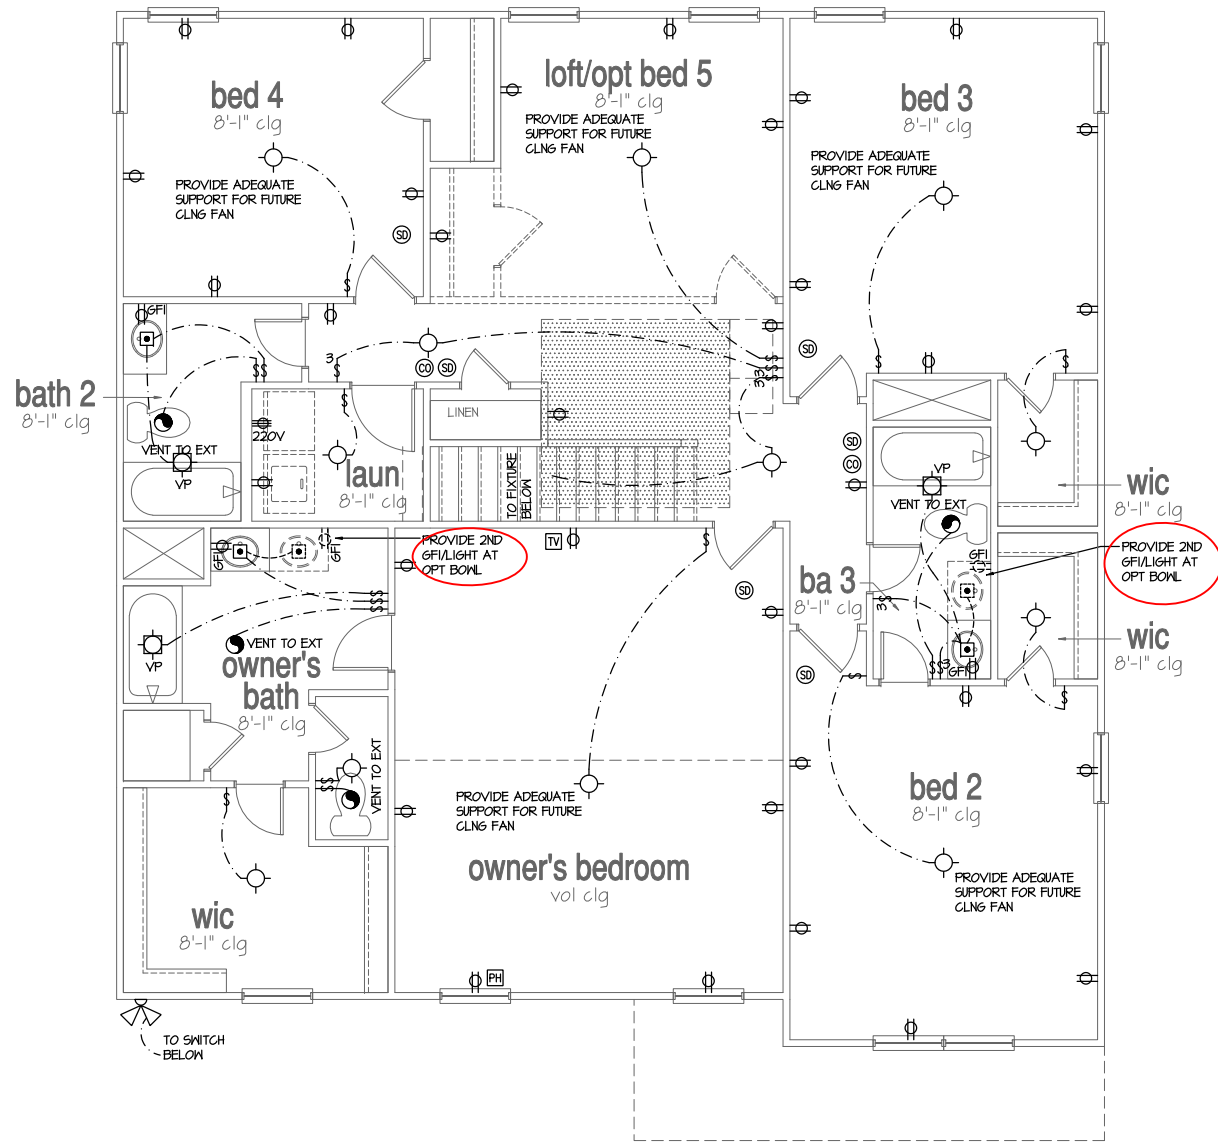 bed 4
8'-1" clg
PROVIDE ADEQUATE
SUPPORT FOR FUTURE
CLNG FAN
SD
loft/opt bed 5
8'-1" clg
PROVIDE ADEQUATE
SUPPORT FOR FUTURE
CLNG FAN
bed 3
8'-1" clg
PROVIDE ADEQUATE
SUPPORT FOR FUTURE
CLNG FAN
$
GFI
bath 2
8'-1" clg
$$
VENT TO EXT
VP
3
$
CO
SD
$
$
$
3
3
SD
$
$
220V
laun
8'-1" clg
$
LINEN
TO FIXTURE
BELOW
SD
CO
VP
VENT TO EXT
wic
8'-1" clg
GFI
GFI
PROVIDE 2ND
GFI/LIGHT AT
OPT BOWL
TV
$
SD
GFI
PROVIDE 2ND
GFI/LIGHT AT
OPT BOWL
ba 3
8'-1" clg
3$
$$3
GFI
wic
8'-1" clg
$
$$
$$
$$
VP
VENT TO EXT
owner's
bath
8'-1" clg
SD
$
VENT TO EXT
$$
$$
$
PROVIDE ADEQUATE
SUPPORT FOR FUTURE
CLNG FAN
owner's bedroom
vol clg
bed 2
8'-1" clg
PROVIDE ADEQUATE
SUPPORT FOR FUTURE
CLNG FAN
wic
8'-1" clg
PH
TO SWITCH
BELOW